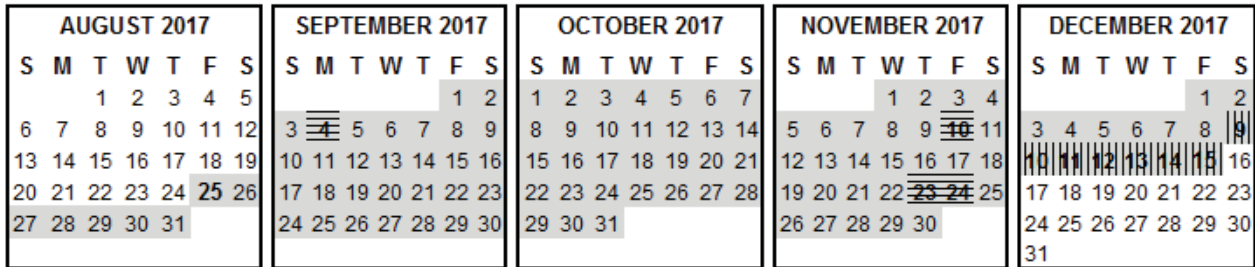 AUGUST 2017
S M T W T F S
1 2 3 4 5
6 7 8 9 10 11 12
13 14 15 16 17 18 19
20 21 22 23 24 25 26
27 28 29 30 31
SEPTEMBER 2017
S M T W T F S
1 2
3 4 5 6 7 8 9
10 11 12 13 14 15 16
17 18 19 20 21 22 23
24 25 26 27 28 29 30
OCTOBER 2017
S M T W T F S
1 2 3 4 5 6 7
8 9 10 11 12 13 14
15 16 17 18 19 20 21
22 23 24 25 26 27 28
29 30 31
NOVEMBER 2017
S M T W T F S
1 2 3 4
5 6 7 8 9 10 11
12 13 14 15 16 17 18
19 20 21 22 23 24 25
26 27 28 29 30
DECEMBER 2017
S M T W T F S
1 2
3 4 5 6 7 8 9
10 11 12 13 14 15 16
17 18 19 20 21 22 23
24 25 26 27 28 29 30
31